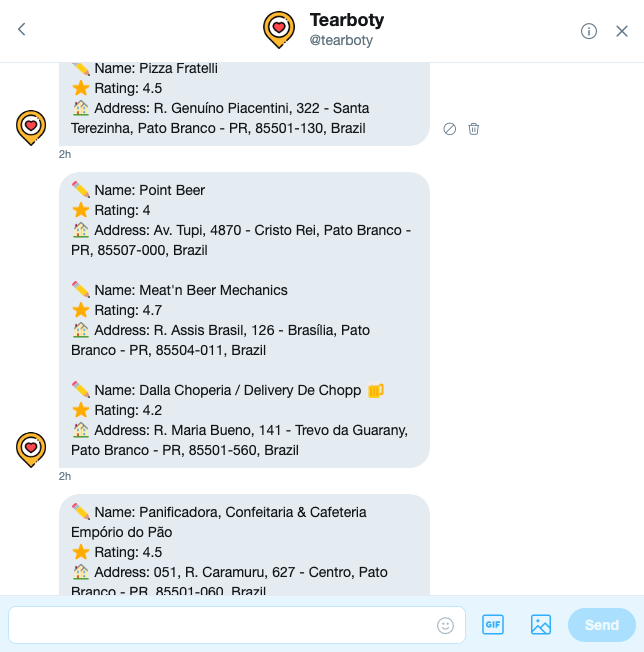 Tearboty
@tearboty
Name: Pizza Fratelli
Rating: 4.5
Address: R. Genuíno Piacentini, 322 - Santa
Terezinha, Pato Branco - PR, 85501-130, Brazil
2h
Name: Point Beer
Rating: 4
Address: Av. Tupi, 4870 - Cristo Rei, Pato Branco -
PR, 85507-000, Brazil
Name: Meat'n Beer Mechanics
Rating: 4.7
Address: R. Assis Brasil, 126 - Brasília, Pato
Branco - PR, 85504-011, Brazil
Name: Dalla Choperia / Delivery De Chopp
Rating: 4.2
Address: R. Maria Bueno, 141 - Trevo da Guarany,
Pato Branco - PR, 85501-560, Brazil
2h
Name: Panificadora, Confeitaria & Cafeteria
Empório do Pão
Rating: 4.5
Address: 051, R. Caramuru, 627 - Centro, Pato
Branco - PR, 85501-060, Brazil
GIF
Send